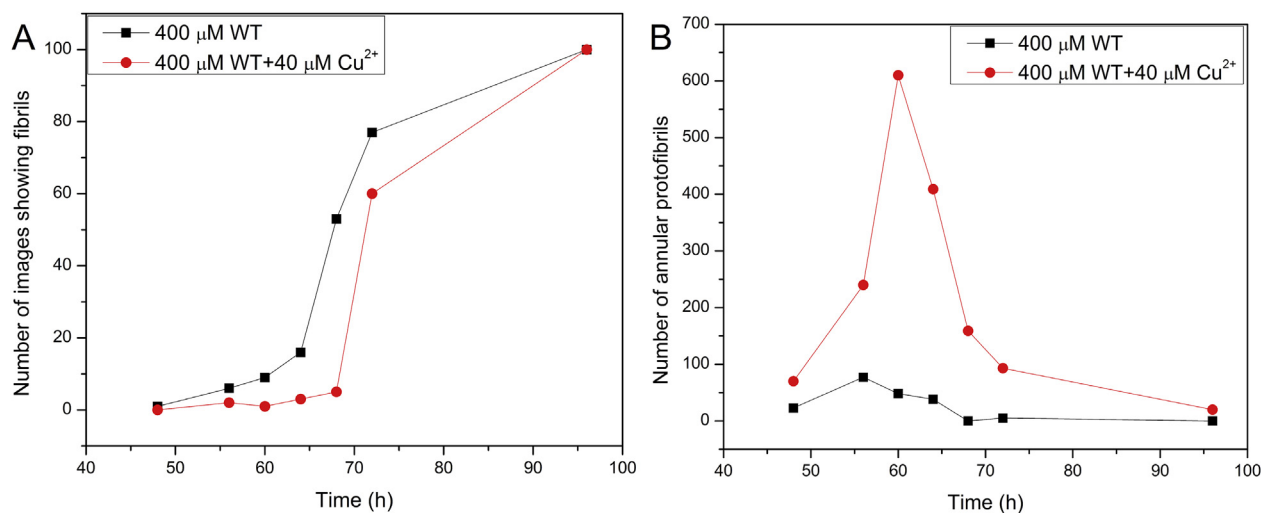 A
400 μM WT
400 μM WT+40 μM Cu²⁺
Number of images showing fibrils
100
80
60
40
20
0
40 50 60 70 80 90 100
Time (h)
B
400 μM WT
400 μM WT+40 μM Cu²⁺
Number of annular protofibrils
700
600
500
400
300
200
100
0
40 50 60 70 80 90 100
Time (h)